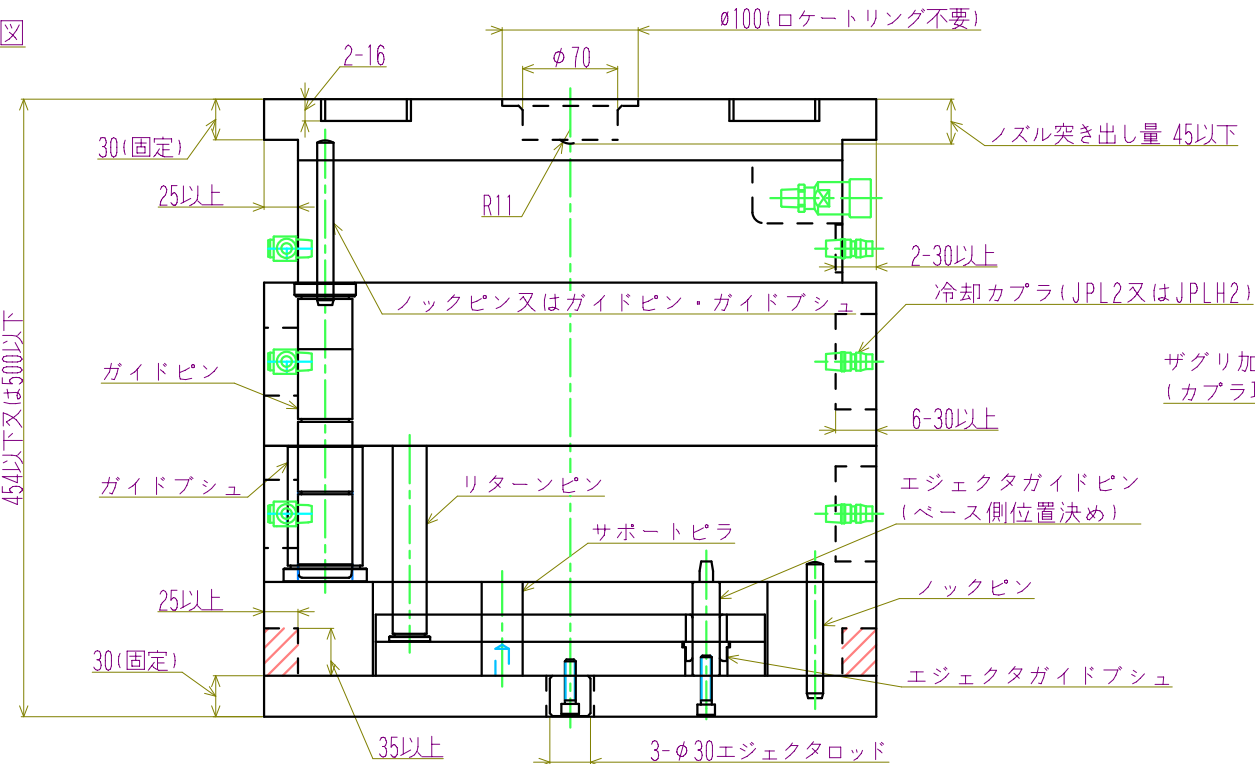 図
ø100(ロケートリング不要)
2-16
φ70
30(固定)
ノズル突き出し量 45以下
25以上
R11
2-30以上
冷却カプラ(JPL2又はJPLH2)
ノックピン又はガイドピン・ガイドブシュ
454以下又は500以下
ザグリ加
(カプラ
ガイドピン
6-30以上
ガイドブシュ
リターンピン
エジェクタガイドピン
(ベース側位置決め)
サポートピラ
ノックピン
25以上
30(固定)
エジェクタガイドブシュ
35以上
3-φ30エジェクタロッド